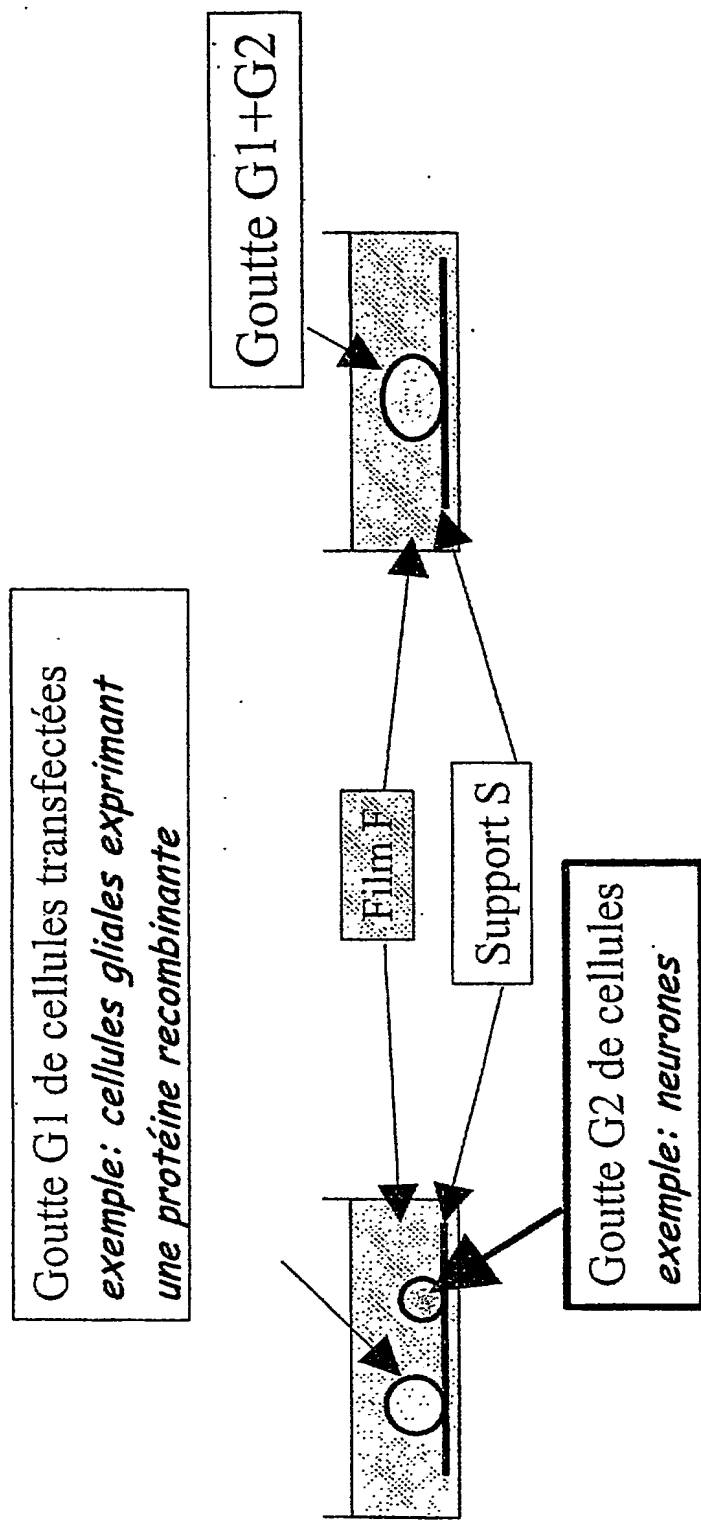 Goutte G1 de cellules transfectées
exemple: cellules gliales exprimant
une protéine recombinante
Goutte G1+G2
Film F
Support S
Goutte G2 de cellules
exemple: neurones